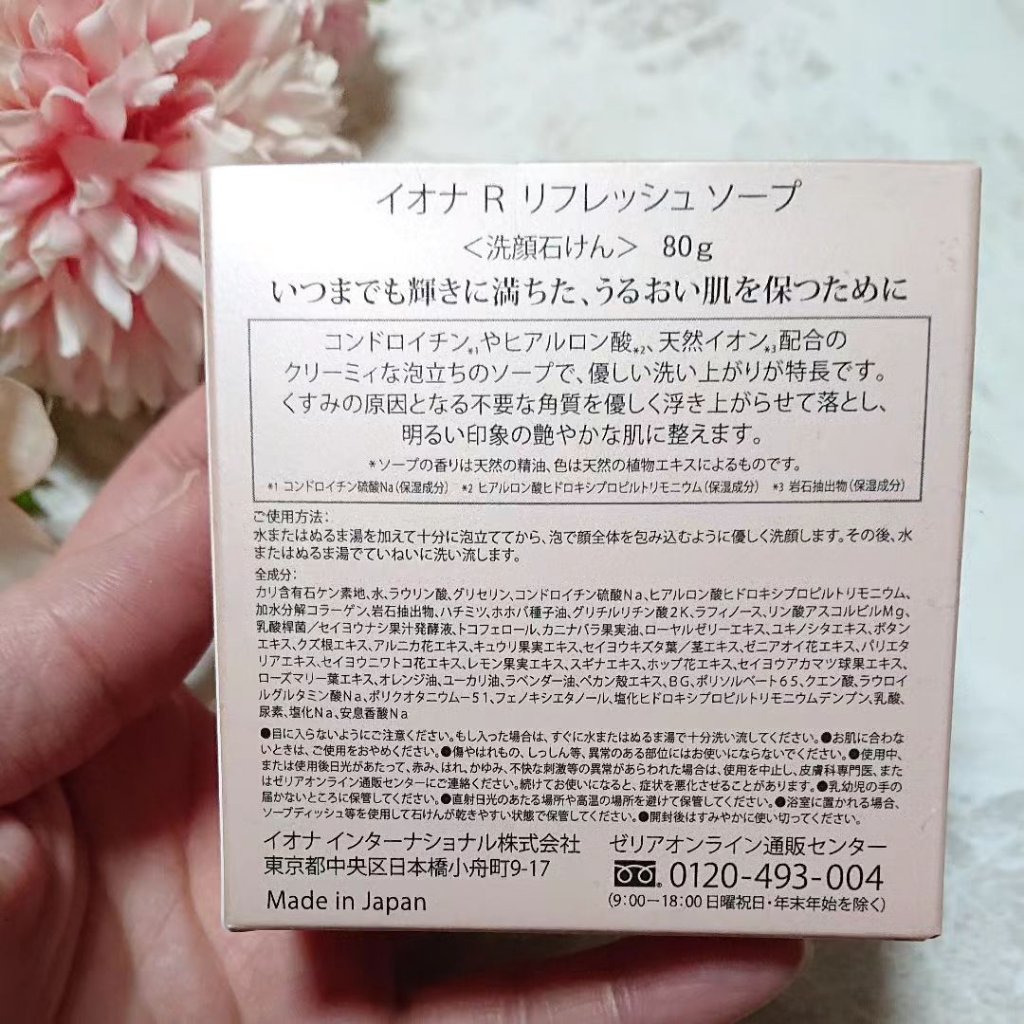 イオナ R リフレッシュ ソープ
＜洗顔石けん＞ 80g
いつまでも輝きに満ちた、うるおい肌を保つために
コンドロイチン*1やヒアルロン酸*2、天然イオン*3配合の
クリーミィな泡立ちのソープで、優しい洗い上がりが特長です。
くすみの原因となる不要な角質を優しく浮き上がらせて落とし、
明るい印象の艶やかな肌に整えます。
*ソープの香りは天然の精油、色は天然の植物エキスによるものです。
*1 コンドロイチン硫酸Na（保湿成分） *2 ヒアルロン酸ヒドロキシプロピルトリモニウム（保湿成分） *3 岩石抽出物（保湿成分）
ご使用方法：
水またはぬるま湯を加えて十分に泡立ててから、泡で顔全体を包み込むように優しく洗顔します。その後、水
またはぬるま湯でていねいに洗い流します。
全成分：
カリ含有石ケン素地、水、ラウリン酸、グリセリン、コンドロイチン硫酸Na、ヒアルロン酸ヒドロキシプロピルトリモニウム、
加水分解コラーゲン、岩石抽出物、ハチミツ、ホホバ種子油、グリチルリチン酸2K、ラフィノース、リン酸アスコルビルMg、
乳酸桿菌／セイヨウナシ果汁発酵液、トコフェロール、カニナバラ果実油、ローヤルゼリーエキス、ユキノシタエキス、ボタン
エキス、クズ根エキス、アルニカ花エキス、キュウリ果実エキス、セイヨウキズタ葉／茎エキス、ゼニアオイ花エキス、パリエタ
リアエキス、セイヨウニワトコ花エキス、レモン果実エキス、スギナエキス、ホップ花エキス、セイヨウアカマツ球果エキス、
ローズマリー葉エキス、オレンジ油、ユーカリ油、ラベンダー油、ペカン殻エキス、BG、ポリソルベート65、クエン酸、ラウロイ
ルグルタミン酸Na、ポリクオタニウム－51、フェノキシエタノール、塩化ヒドロキシプロピルトリモニウムデンプン、乳酸、
尿素、塩化Na、安息香酸Na
●目に入らないようにご注意ください。もし入った場合は、すぐに水またはぬるま湯で十分洗い流してください。●お肌に合わな
いときは、ご使用をおやめください。●傷やはれもの、しっしん等、異常のある部位にはお使いにならないでください。●使用中、
または使用後日光があたって、赤み、はれ、かゆみ、不快な刺激等の異常があらわれた場合は、使用を中止し、皮膚科専門医、また
はゼリアオンライン通販センターにご連絡ください。続けてお使いになると、症状を悪化させることがあります。●乳幼児の手の
届かないところに保管してください。●直射日光のあたる場所や高温の場所を避けて保管してください。●浴室に置かれる場合、
ソープディッシュ等を使用して石けんが乾きやすい状態で保管してください。●開封後はすみやかに使い切ってください。
イオナ インターナショナル株式会社
東京都中央区日本橋小舟町9-17
Made in Japan
ゼリアオンライン通販センター
0120-493-004
（9：00－18：00 日曜祝日・年末年始を除く）